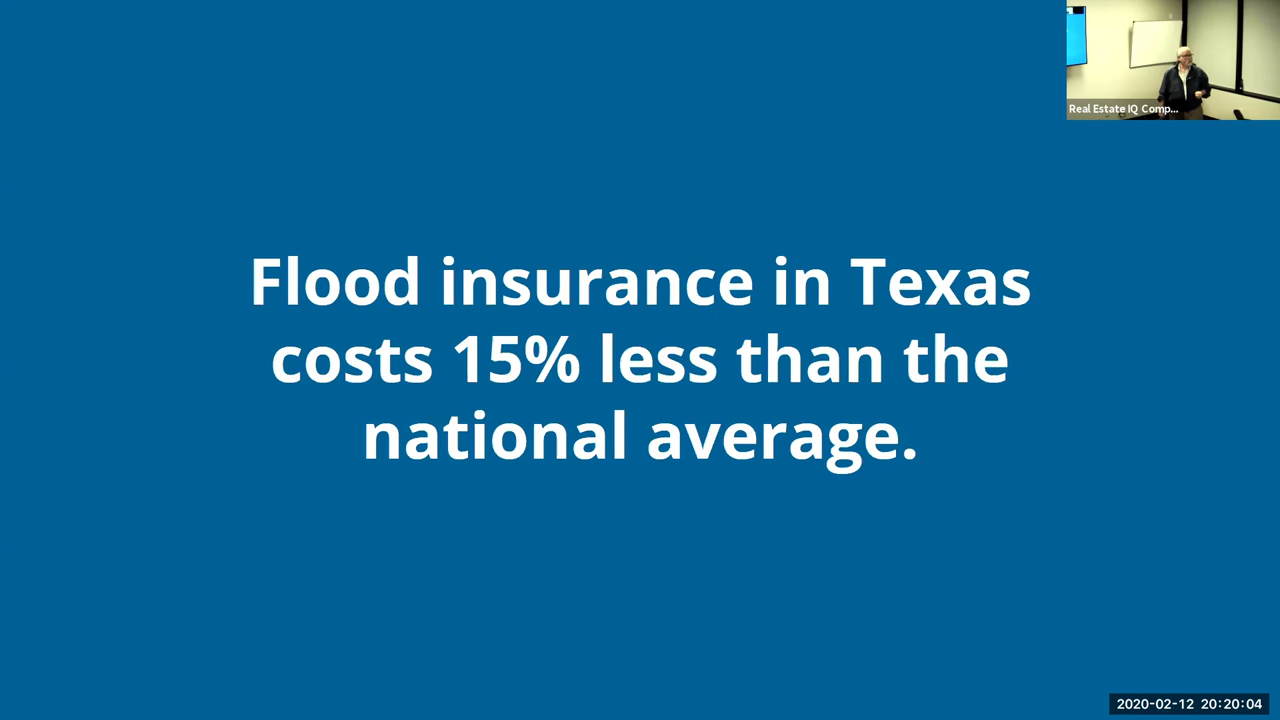 Real Estate IQ Comp...
Flood insurance in Texas
costs 15% less than the
national average.
2020-02-12 20:20:04